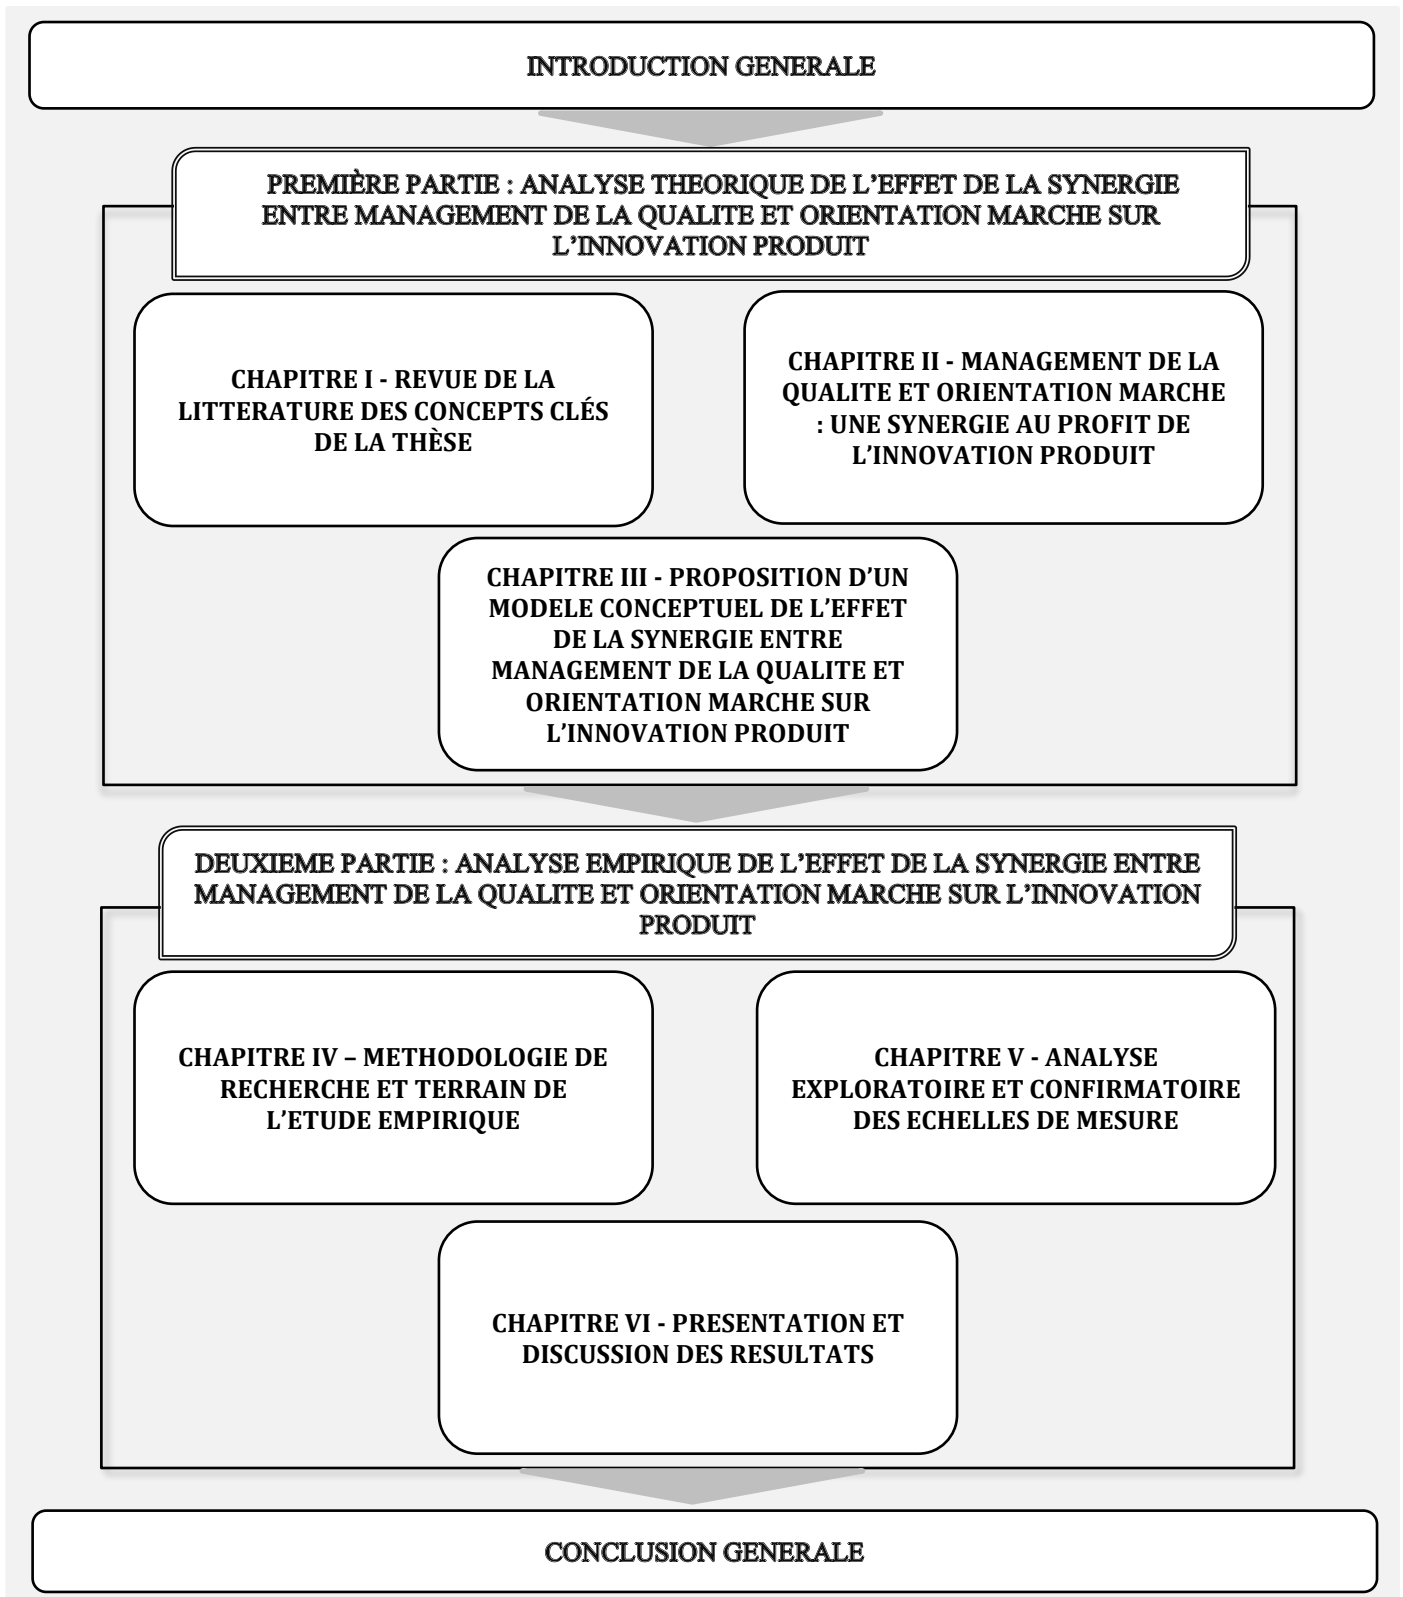 INTRODUCTION GENERALE
PREMIÈRE PARTIE : ANALYSE THEORIQUE DE L’EFFET DE LA SYNERGIE
ENTRE MANAGEMENT DE LA QUALITE ET ORIENTATION MARCHE SUR
L’INNOVATION PRODUIT
CHAPITRE I - REVUE DE LA
LITTERATURE DES CONCEPTS CLÉS
DE LA THÈSE
CHAPITRE II - MANAGEMENT DE LA
QUALITE ET ORIENTATION MARCHE
: UNE SYNERGIE AU PROFIT DE
L’INNOVATION PRODUIT
CHAPITRE III - PROPOSITION D’UN
MODELE CONCEPTUEL DE L’EFFET
DE LA SYNERGIE ENTRE
MANAGEMENT DE LA QUALITE ET
ORIENTATION MARCHE SUR
L’INNOVATION PRODUIT
DEUXIEME PARTIE : ANALYSE EMPIRIQUE DE L’EFFET DE LA SYNERGIE ENTRE
MANAGEMENT DE LA QUALITE ET ORIENTATION MARCHE SUR L’INNOVATION
PRODUIT
CHAPITRE IV – METHODOLOGIE DE
RECHERCHE ET TERRAIN DE
L’ETUDE EMPIRIQUE
CHAPITRE V - ANALYSE
EXPLORATOIRE ET CONFIRMATOIRE
DES ECHELLES DE MESURE
CHAPITRE VI - PRESENTATION ET
DISCUSSION DES RESULTATS
CONCLUSION GENERALE